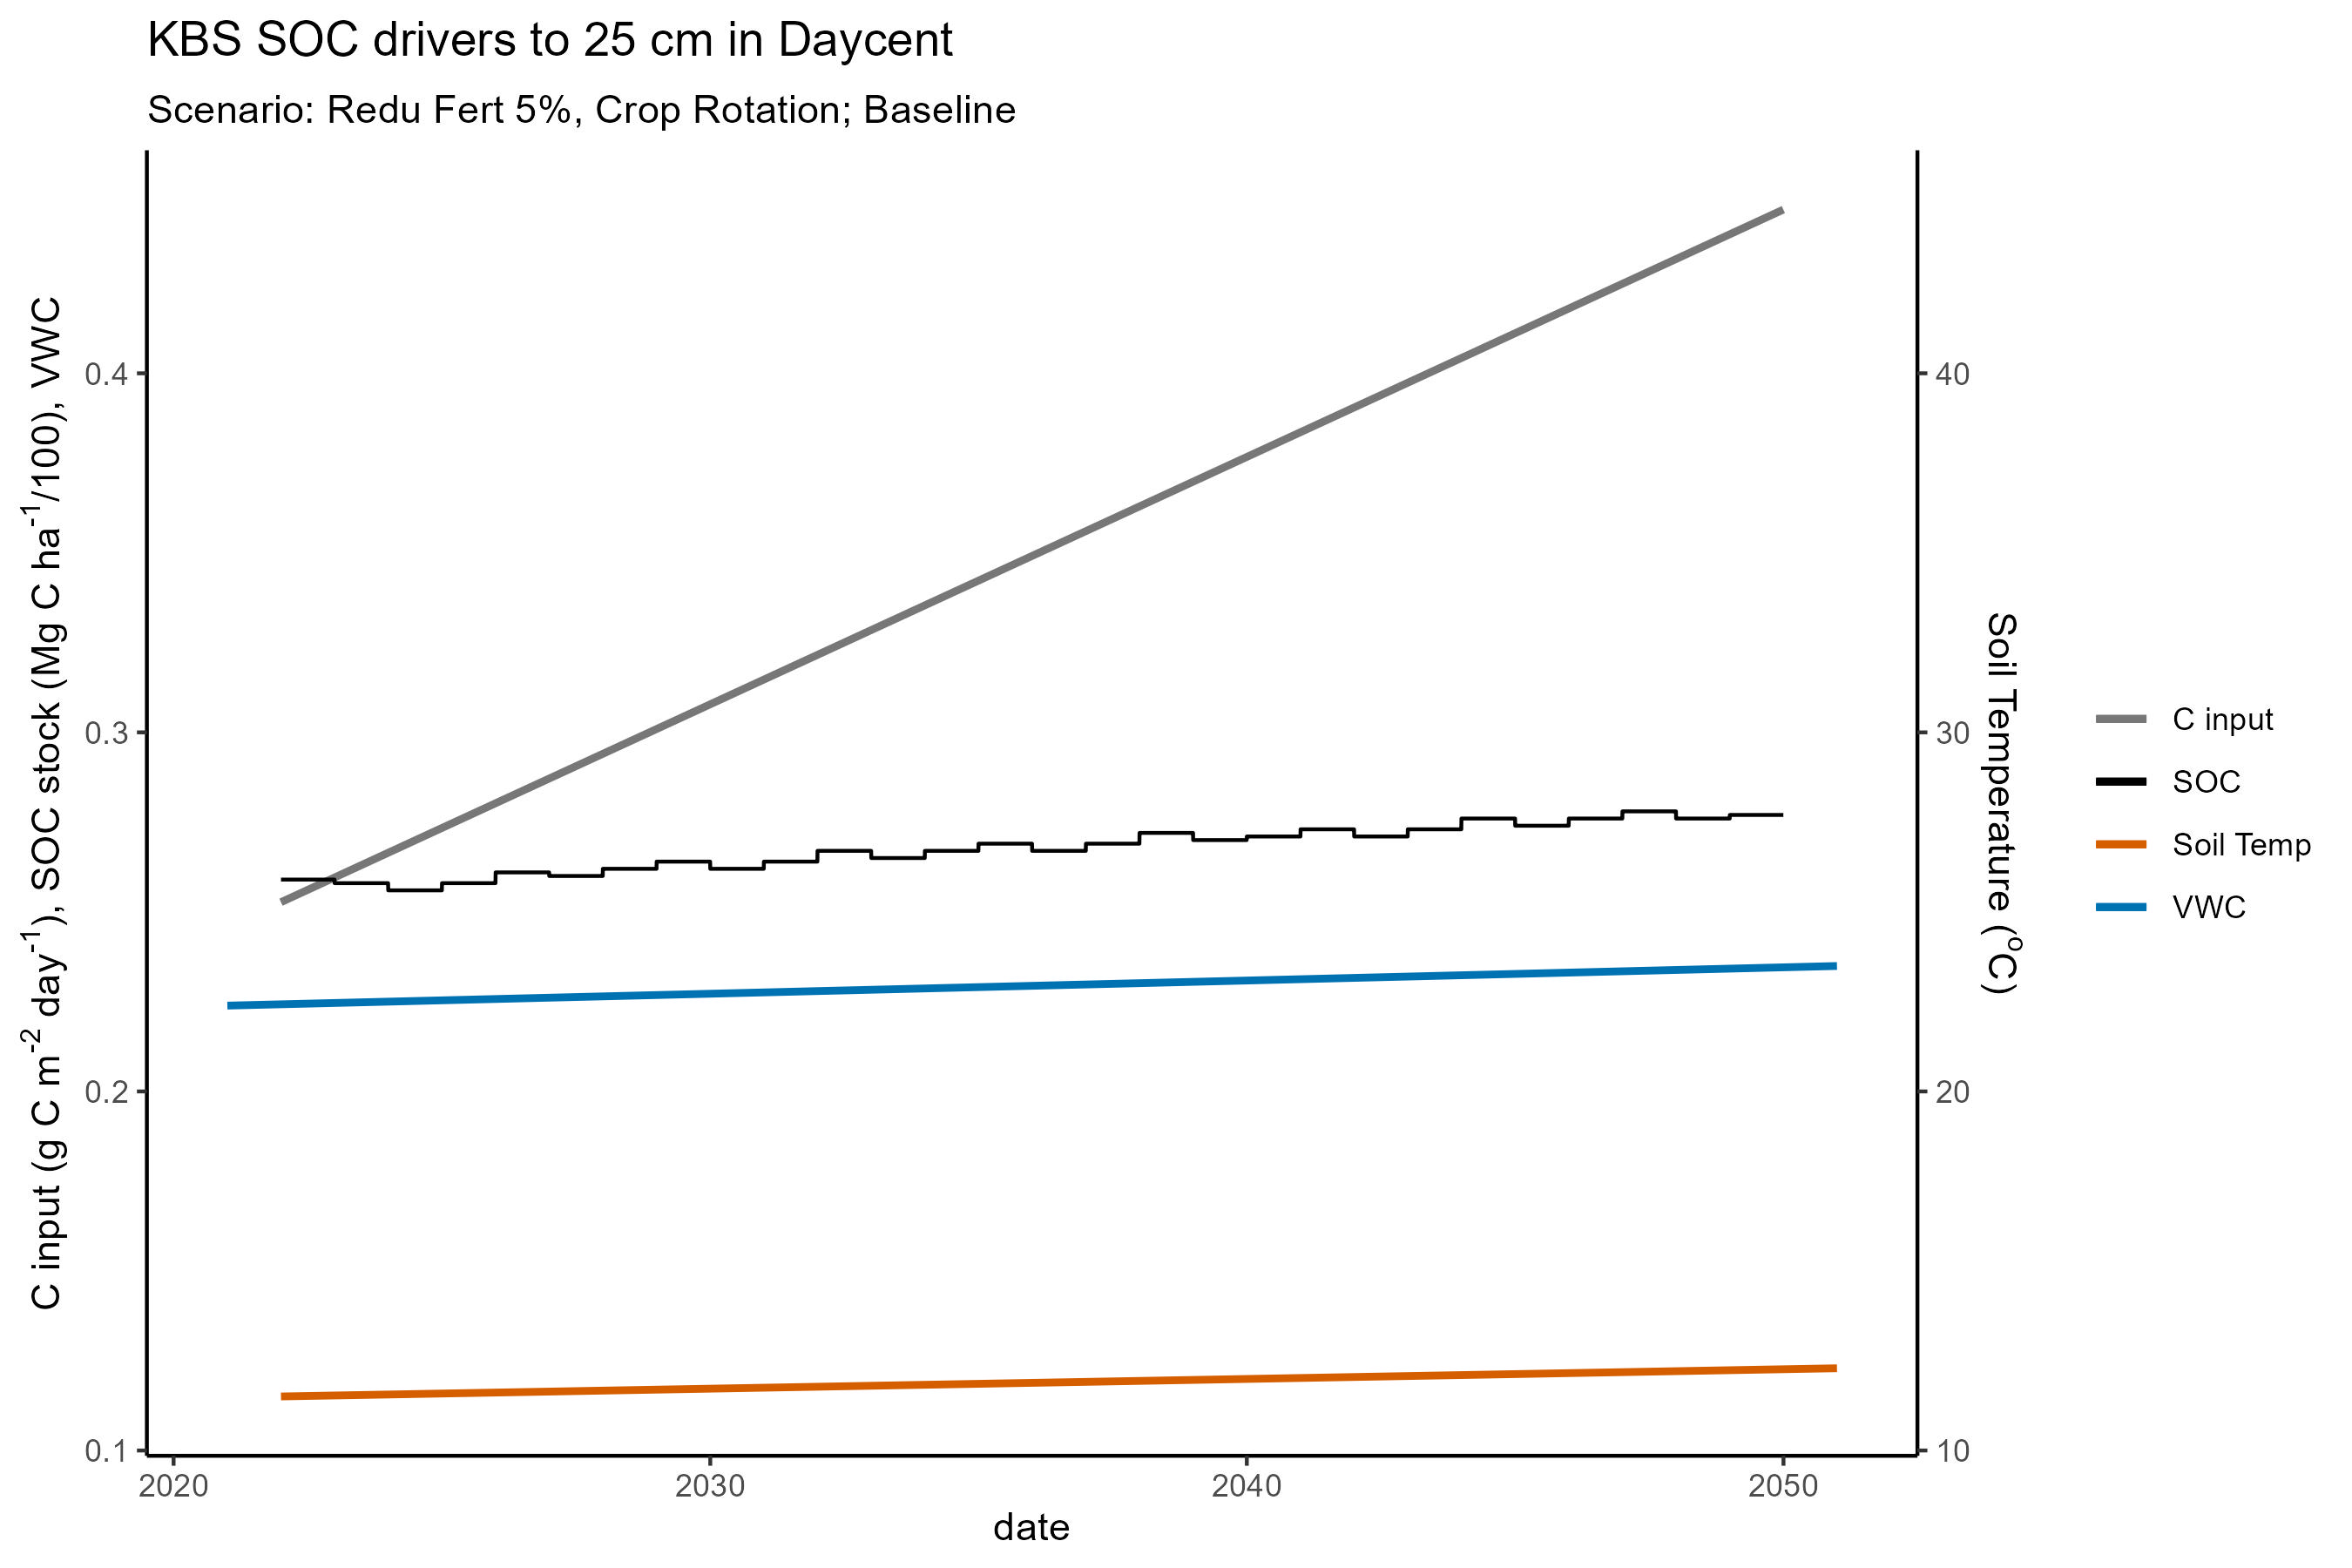 KBS SOC drivers to 25 cm in Daycent
Scenario: Redu Fert 5%, Crop Rotation; Baseline
C input (g C m-2 day-1), SOC stock (Mg C ha-1/100), VWC
0.4
0.3
0.2
0.1
2020
2030
2040
2050
date
40
30
20
10
Soil Temperature (oC)
C input
SOC
Soil Temp
VWC